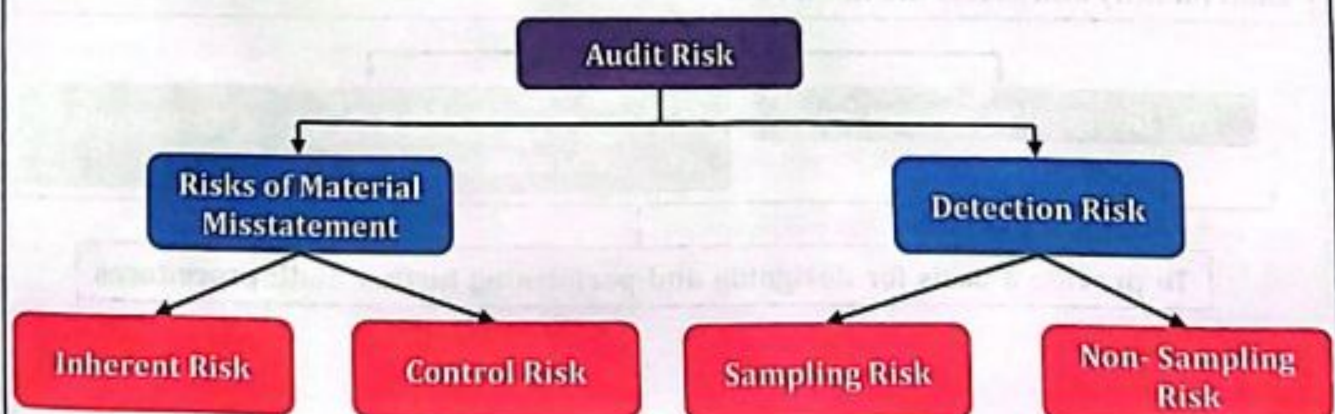 Audit Risk
Risks of Material
Misstatement
Detection Risk
Inherent Risk
Control Risk
Sampling Risk
Non- Sampling
Risk